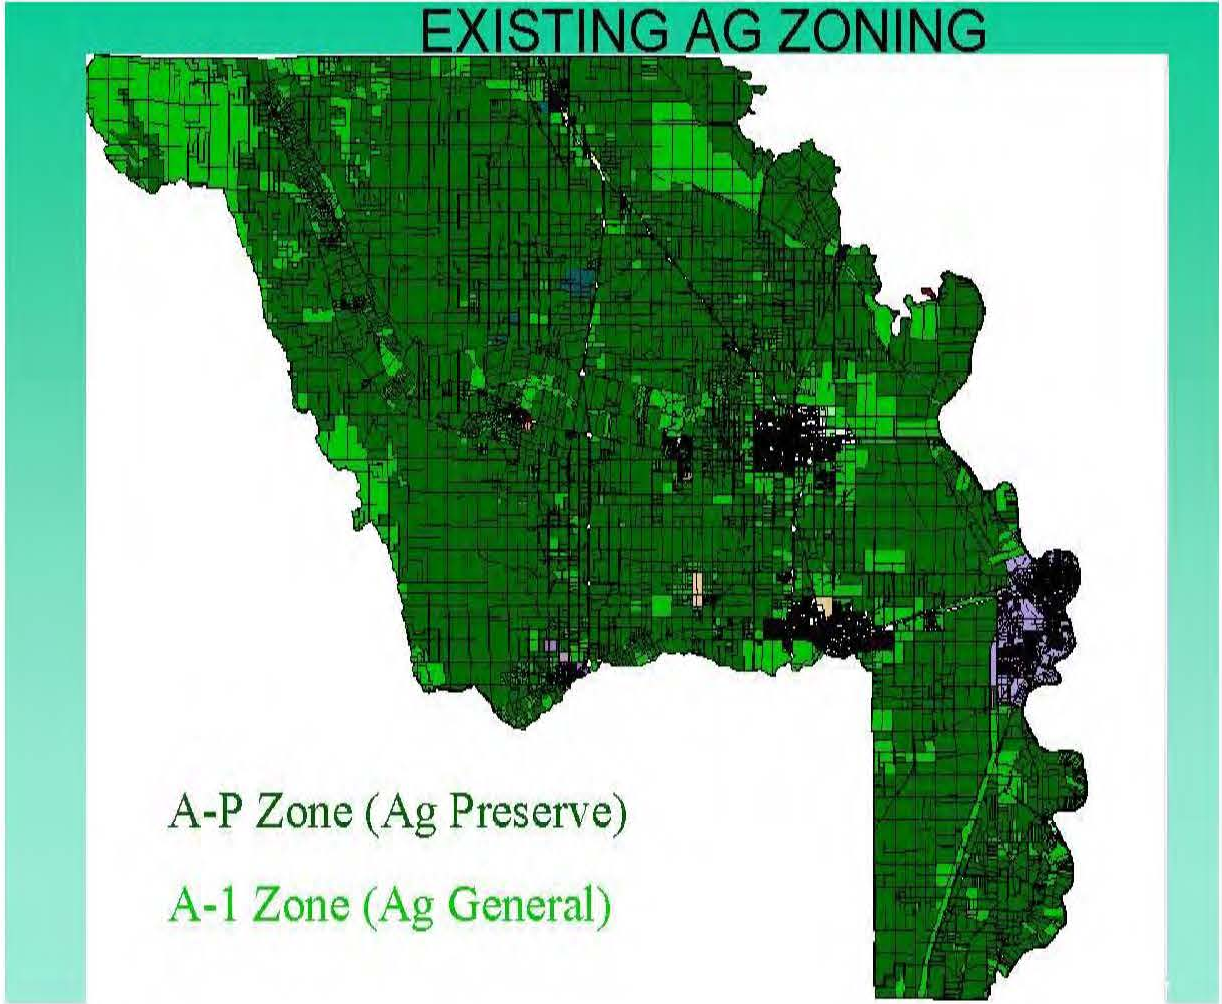 EXISTING AG ZONING
A-P Zone (Ag Preserve)
A-1 Zone (Ag General)